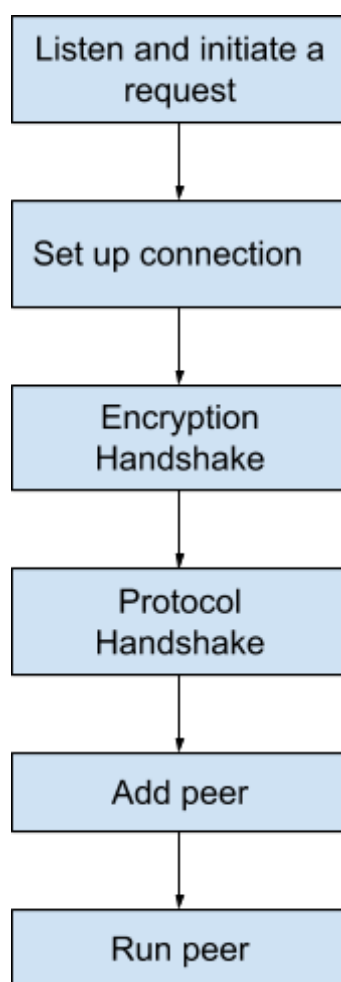 Listen and initiate a
request
Set up connection
Encryption
Handshake
Protocol
Handshake
Add peer
Run peer